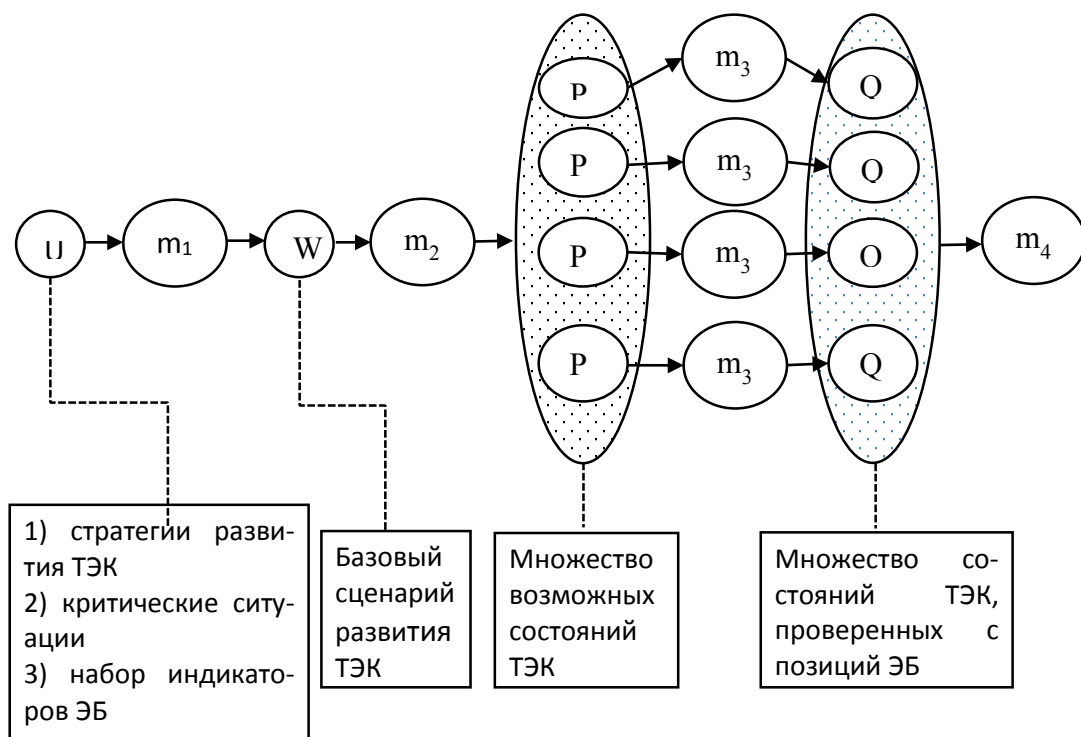 P m₃ Q
P m₃ Q
U m₁ W m₂ P m₃ Q m₄
P m₃ Q
1) стратегии разви-
тия ТЭК
2) критические ситу-
ации
3) набор индикато-
ров ЭБ
Базовый
сценарий
развития
ТЭК
Множество
возможных
состояний
ТЭК
Множество со-
стояний ТЭК,
проверенных с
позиций ЭБ